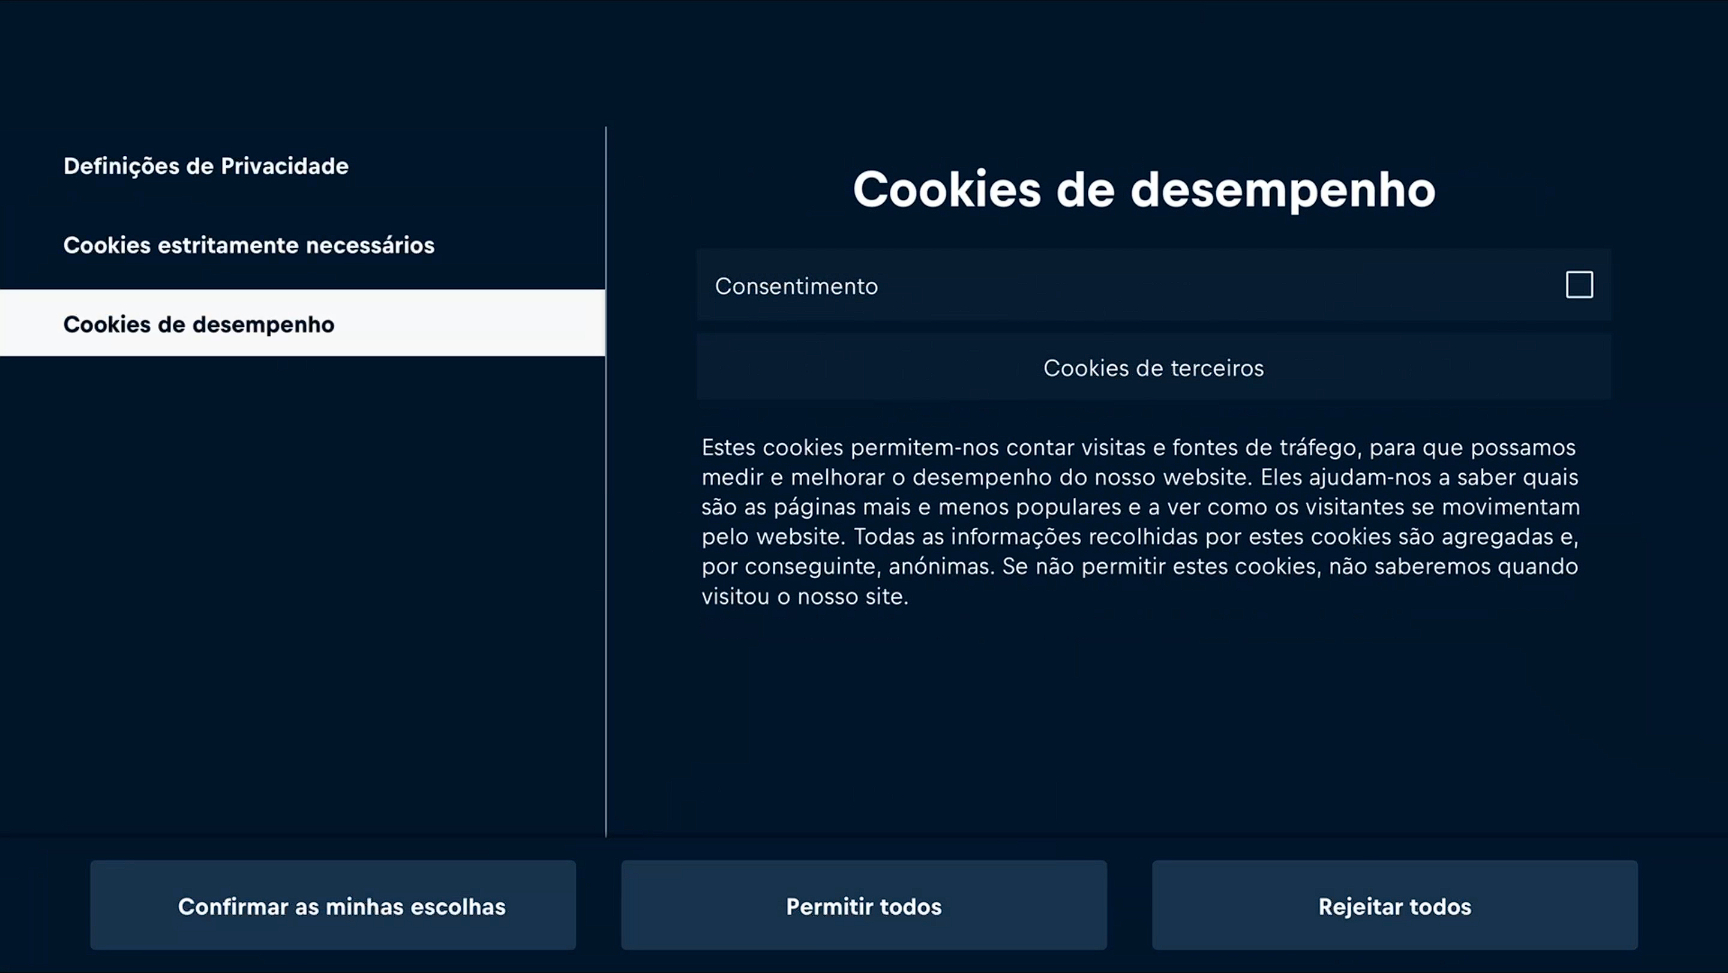 Definições de Privacidade
Cookies estritamente necessários
Cookies de desempenho
Cookies de desempenho
Consentimento
Cookies de terceiros
Estes cookies permitem-nos contar visitas e fontes de tráfego, para que possamos
medir e melhorar o desempenho do nosso website. Eles ajudam-nos a saber quais
são as páginas mais e menos populares e a ver como os visitantes se movimentam
pelo website. Todas as informações recolhidas por estes cookies são agregadas e,
por conseguinte, anónimas. Se não permitir estes cookies, não saberemos quando
visitou o nosso site.
Confirmar as minhas escolhas
Permitir todos
Rejeitar todos